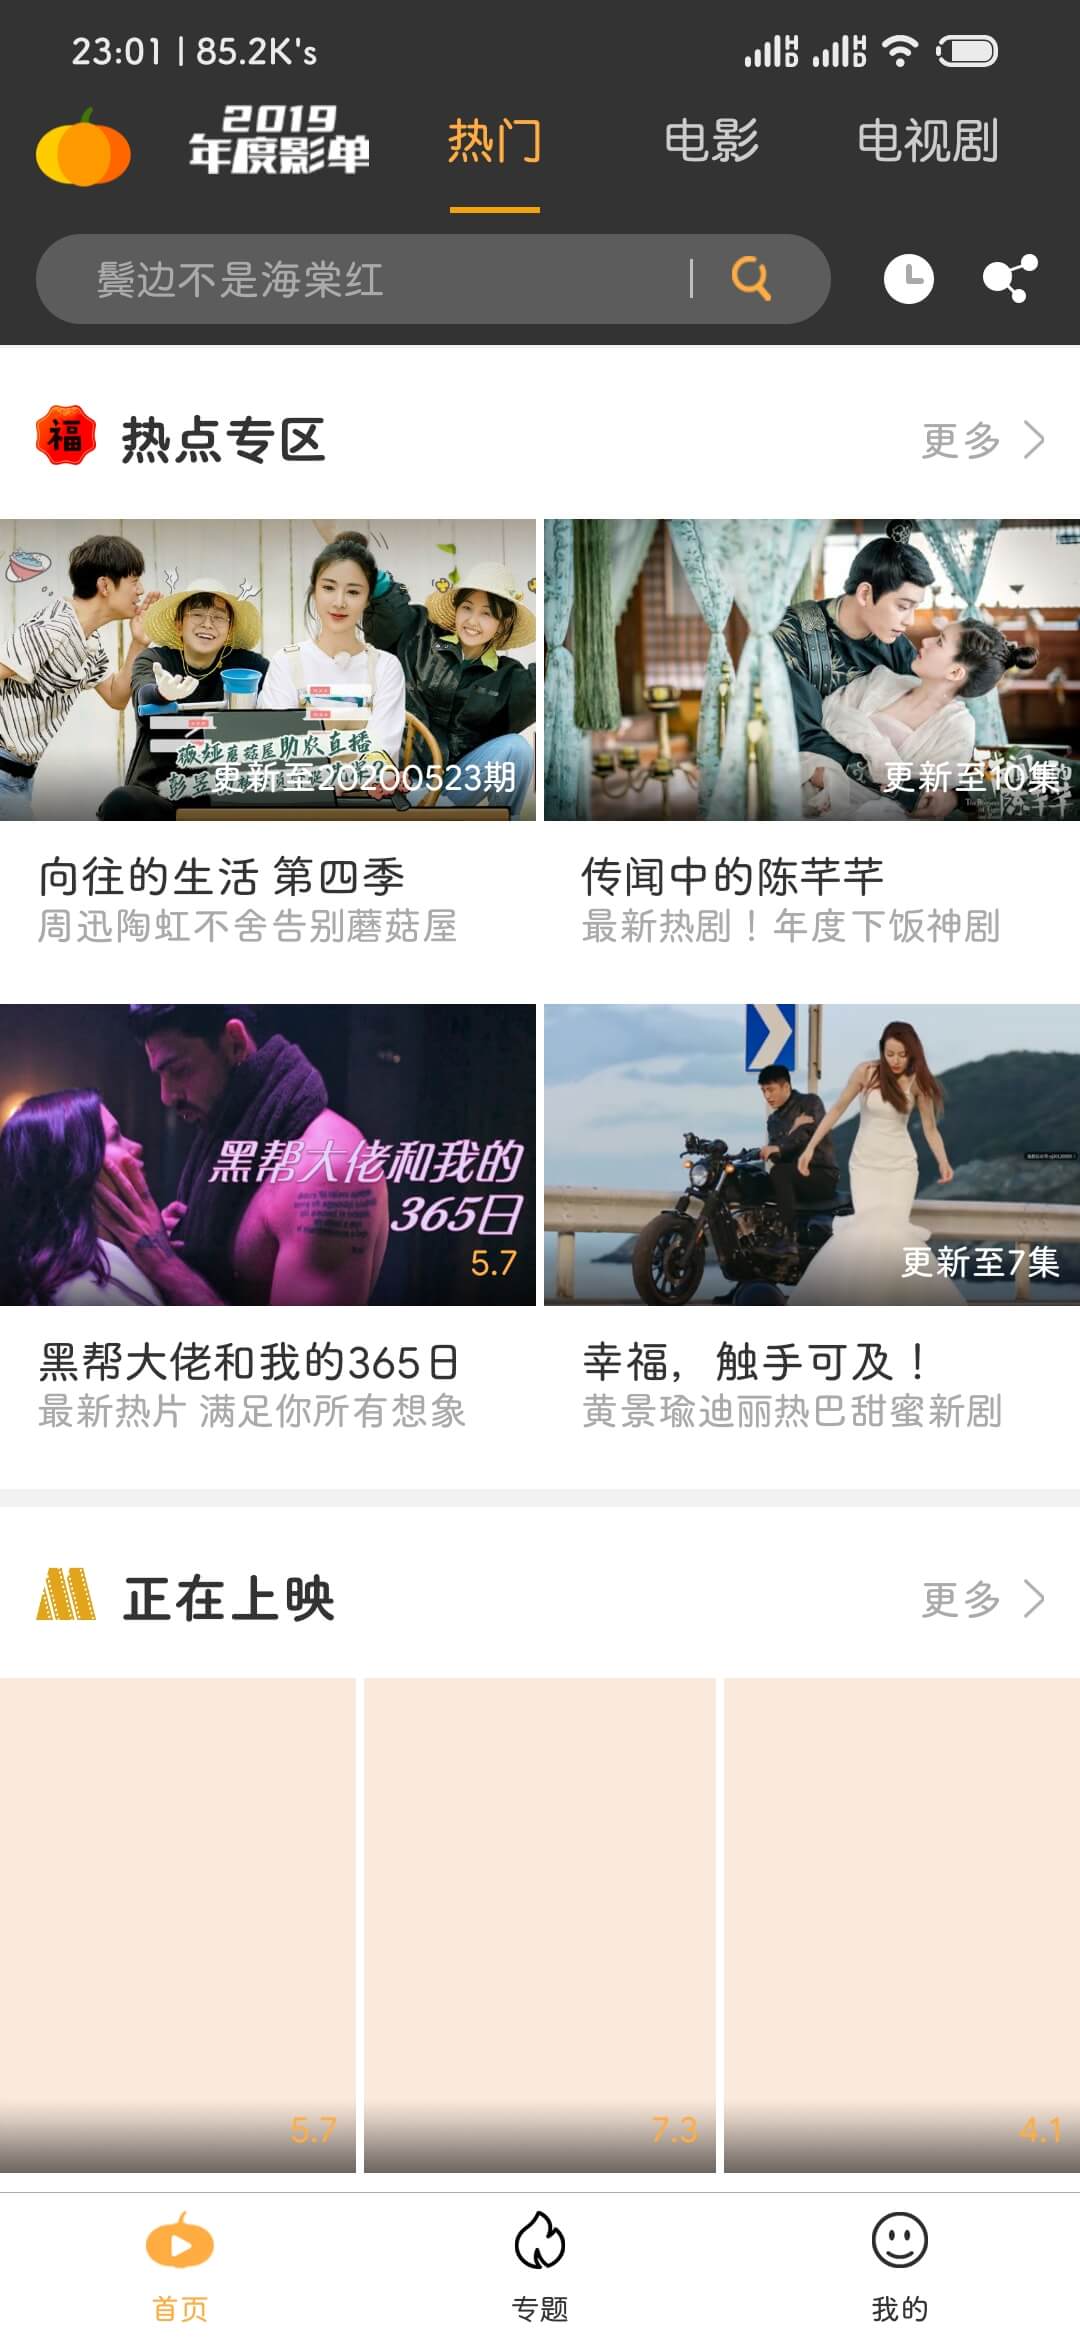 23:01 | 85.2K's
2019
年度影单
热门
电影
电视剧
鬓边不是海棠红
福
热点专区
更多
薇娅蘑菇屋助农直播
更新至20200523期
更新至10集
向往的生活 第四季
周迅陶虹不舍告别蘑菇屋
传闻中的陈芊芊
最新热剧！年度下饭神剧
黑帮大佬和我的
365日
5.7
更新至7集
黑帮大佬和我的365日
最新热片 满足你所有想象
幸福，触手可及！
黄景瑜迪丽热巴甜蜜新剧
正在上映
更多
5.7
7.3
4.1
首页
专题
我的